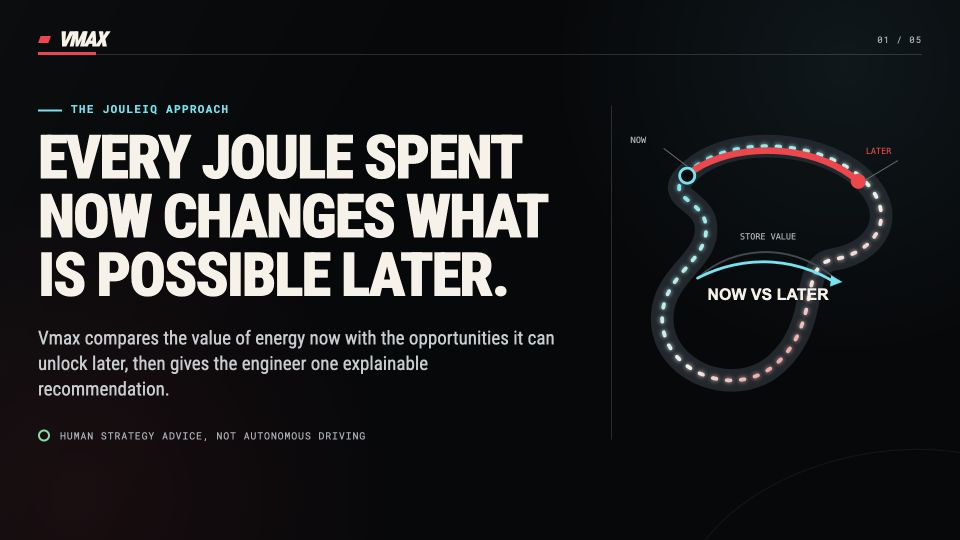 VMAX
01 / 05
THE JOULEIQ APPROACH
EVERY JOULE SPENT
NOW CHANGES WHAT
IS POSSIBLE LATER.
Vmax compares the value of energy now with the opportunities it can
unlock later, then gives the engineer one explainable
recommendation.
HUMAN STRATEGY ADVICE, NOT AUTONOMOUS DRIVING
NOW
LATER
STORE VALUE
NOW VS LATER